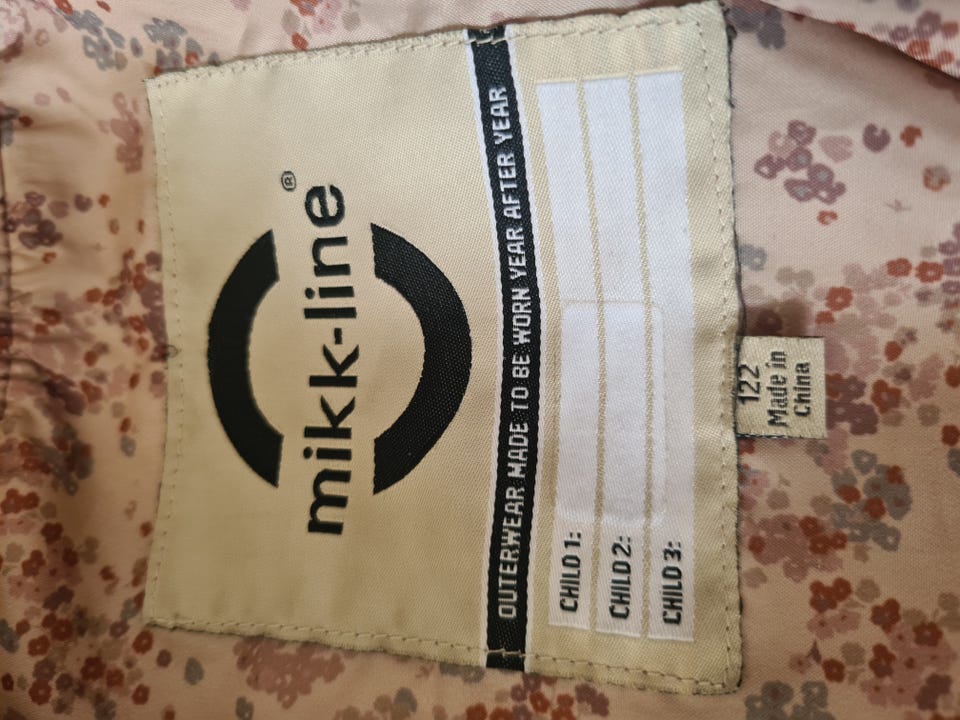 mikk-line®
OUTERWEAR MADE TO BE WORN YEAR AFTER YEAR
CHILD 1:
CHILD 2:
CHILD 3:
122
Made in
China